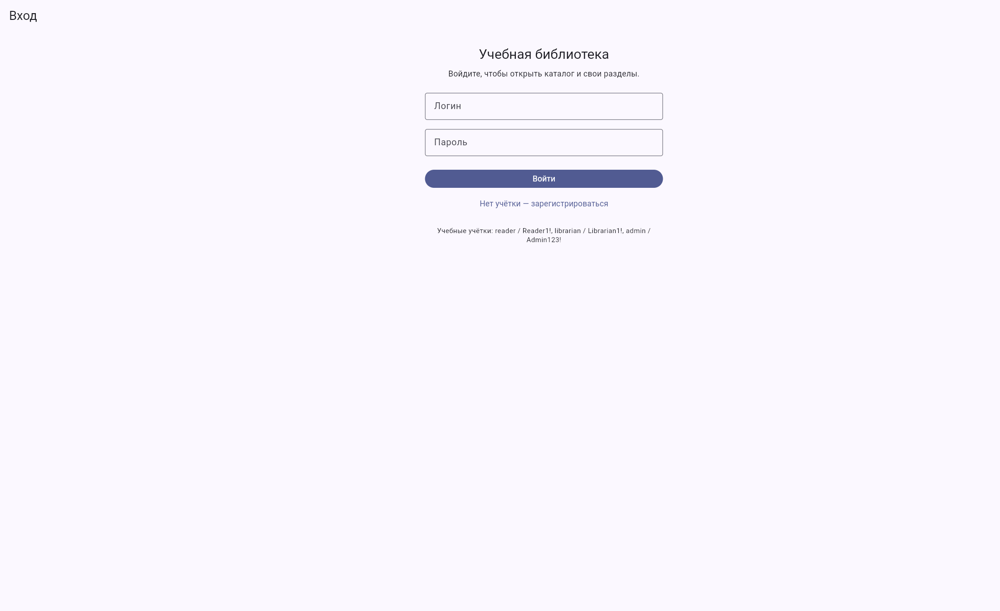 Вход
Учебная библиотека
Войдите, чтобы открыть каталог и свои разделы.
Логин
Пароль
Войти
Нет учётки — зарегистрироваться
Учебные учётки: reader / Reader1!, librarian / Librarian1!, admin /
Admin123!